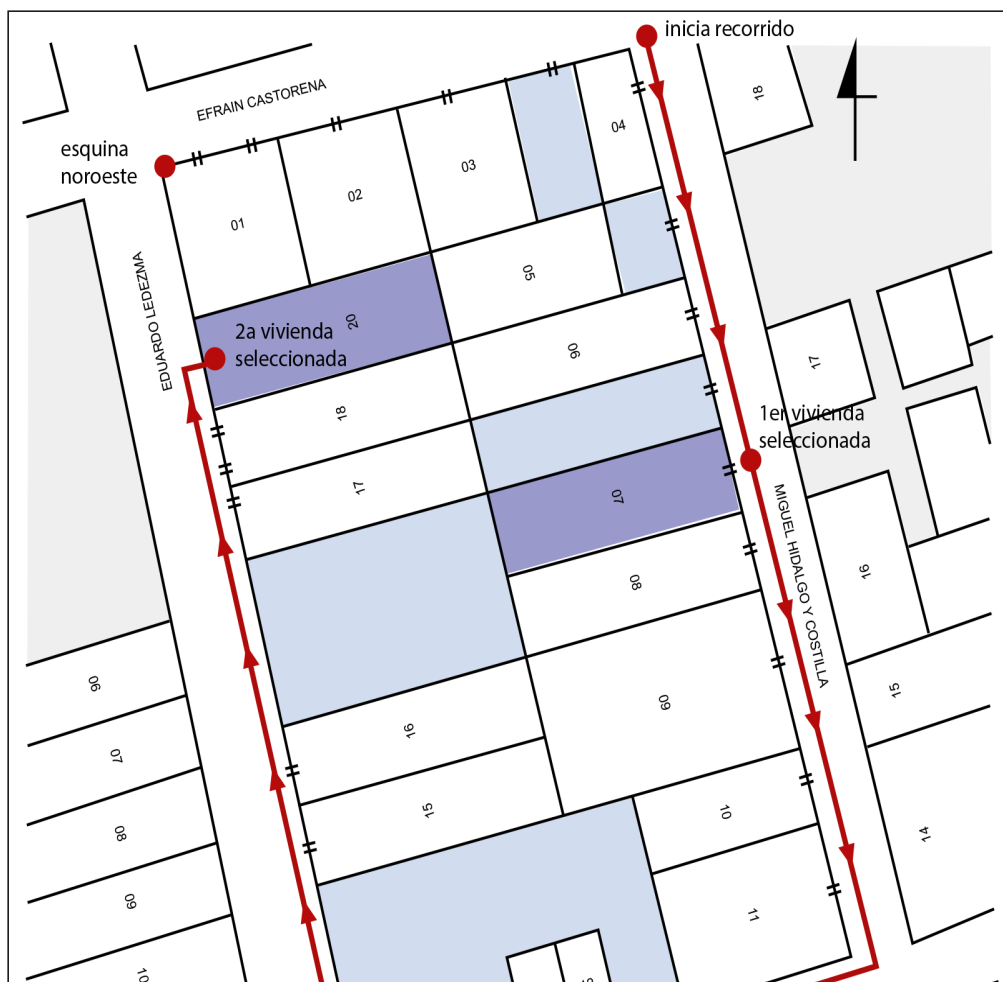 inicia recorrido
18
EFRAIN CASTORENA
04
esquina
noroeste
03
02
01
EDUARDO LEDEZMA
05
20
2a vivienda
seleccionada
06
17
18
1er vivienda
seleccionada
17
07
MIGUEL HIDALGO Y COSTILLA
16
08
06
09
15
16
07
15
10
14
08
09
11
10